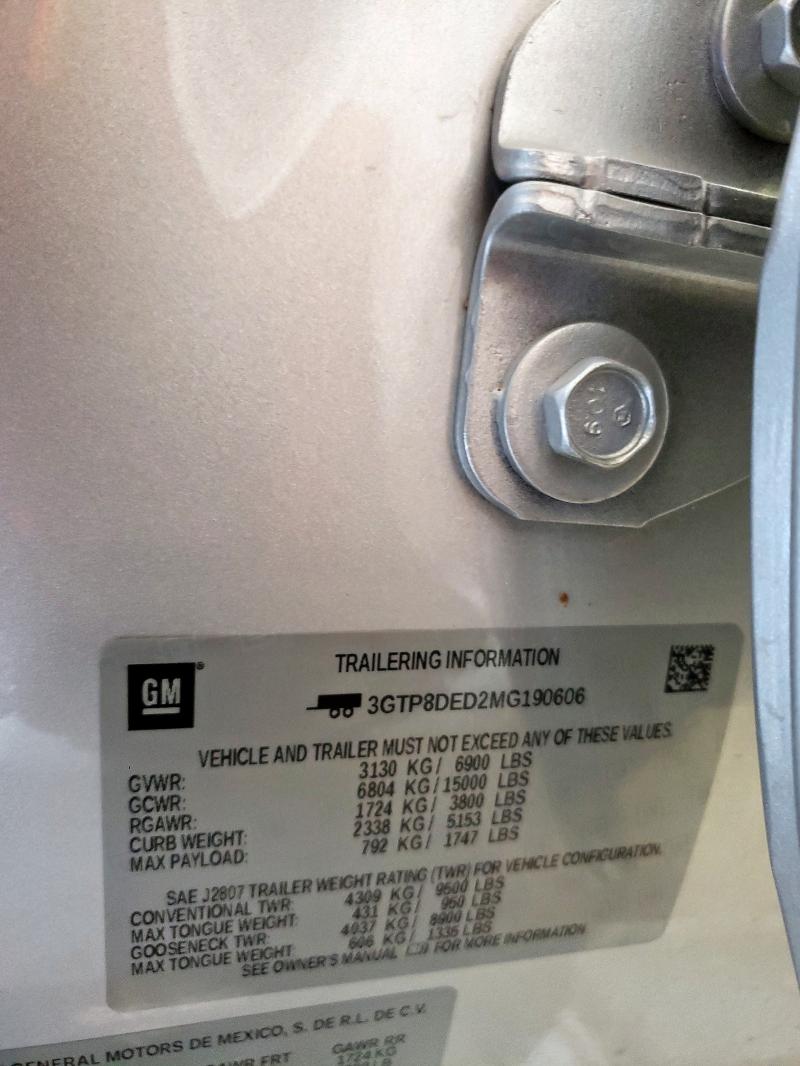 109
GM ®
TRAILERING INFORMATION
3GTP8DED2MG190606
VEHICLE AND TRAILER MUST NOT EXCEED ANY OF THESE VALUES.
GVWR: 3130 KG/ 6900 LBS
GCWR: 6804 KG/15000 LBS
RGAWR: 1724 KG/ 3800 LBS
CURB WEIGHT: 2338 KG/ 5153 LBS
MAX PAYLOAD: 792 KG/ 1747 LBS
SAE J2807 TRAILER WEIGHT RATING (TWR) FOR VEHICLE CONFIGURATION.
CONVENTIONAL TWR: 4309 KG/ 9500 LBS
MAX TONGUE WEIGHT: 431 KG/ 950 LBS
GOOSENECK TWR: 4037 KG/ 8900 LBS
MAX TONGUE WEIGHT: 606 KG/ 1335 LBS
SEE OWNER'S MANUAL FOR MORE INFORMATION
GENERAL MOTORS DE MEXICO, S. DE R.L. DE C.V.
GAWR FRT GAWR RR
1724 KG